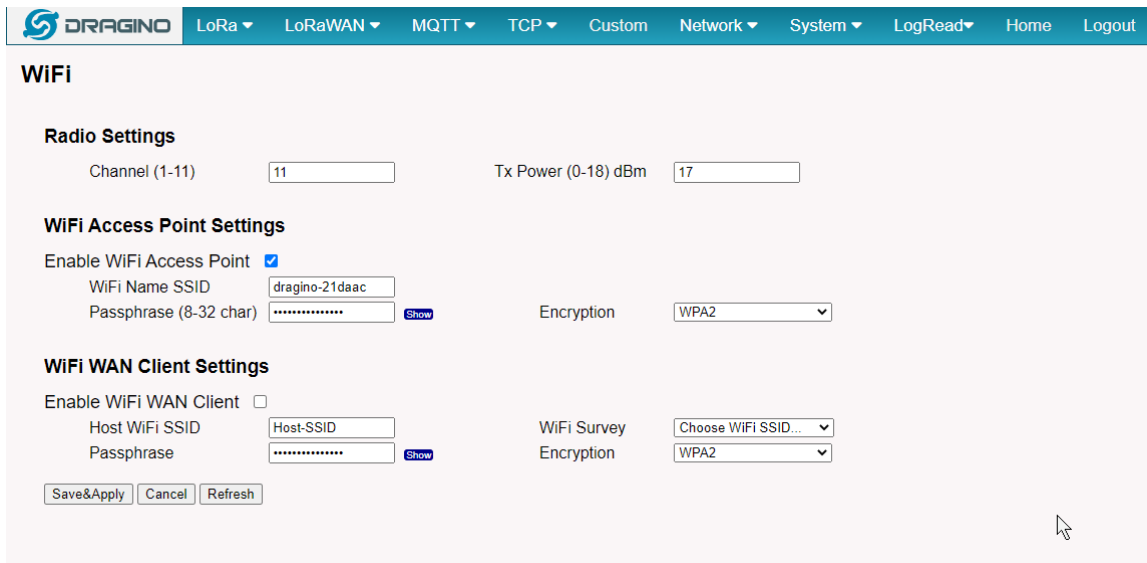 DRAGINO LoRa LoRaWAN MQTT TCP Custom Network System LogRead Home Logout
WiFi
Radio Settings
Channel (1-11) 11 Tx Power (0-18) dBm 17
WiFi Access Point Settings
Enable WiFi Access Point
WiFi Name SSID dragino-21daac
Passphrase (8-32 char) ••••••••••••••• Show Encryption WPA2
WiFi WAN Client Settings
Enable WiFi WAN Client
Host WiFi SSID Host-SSID WiFi Survey Choose WiFi SSID...
Passphrase ••••••••••••••• Show Encryption WPA2
Save&Apply Cancel Refresh